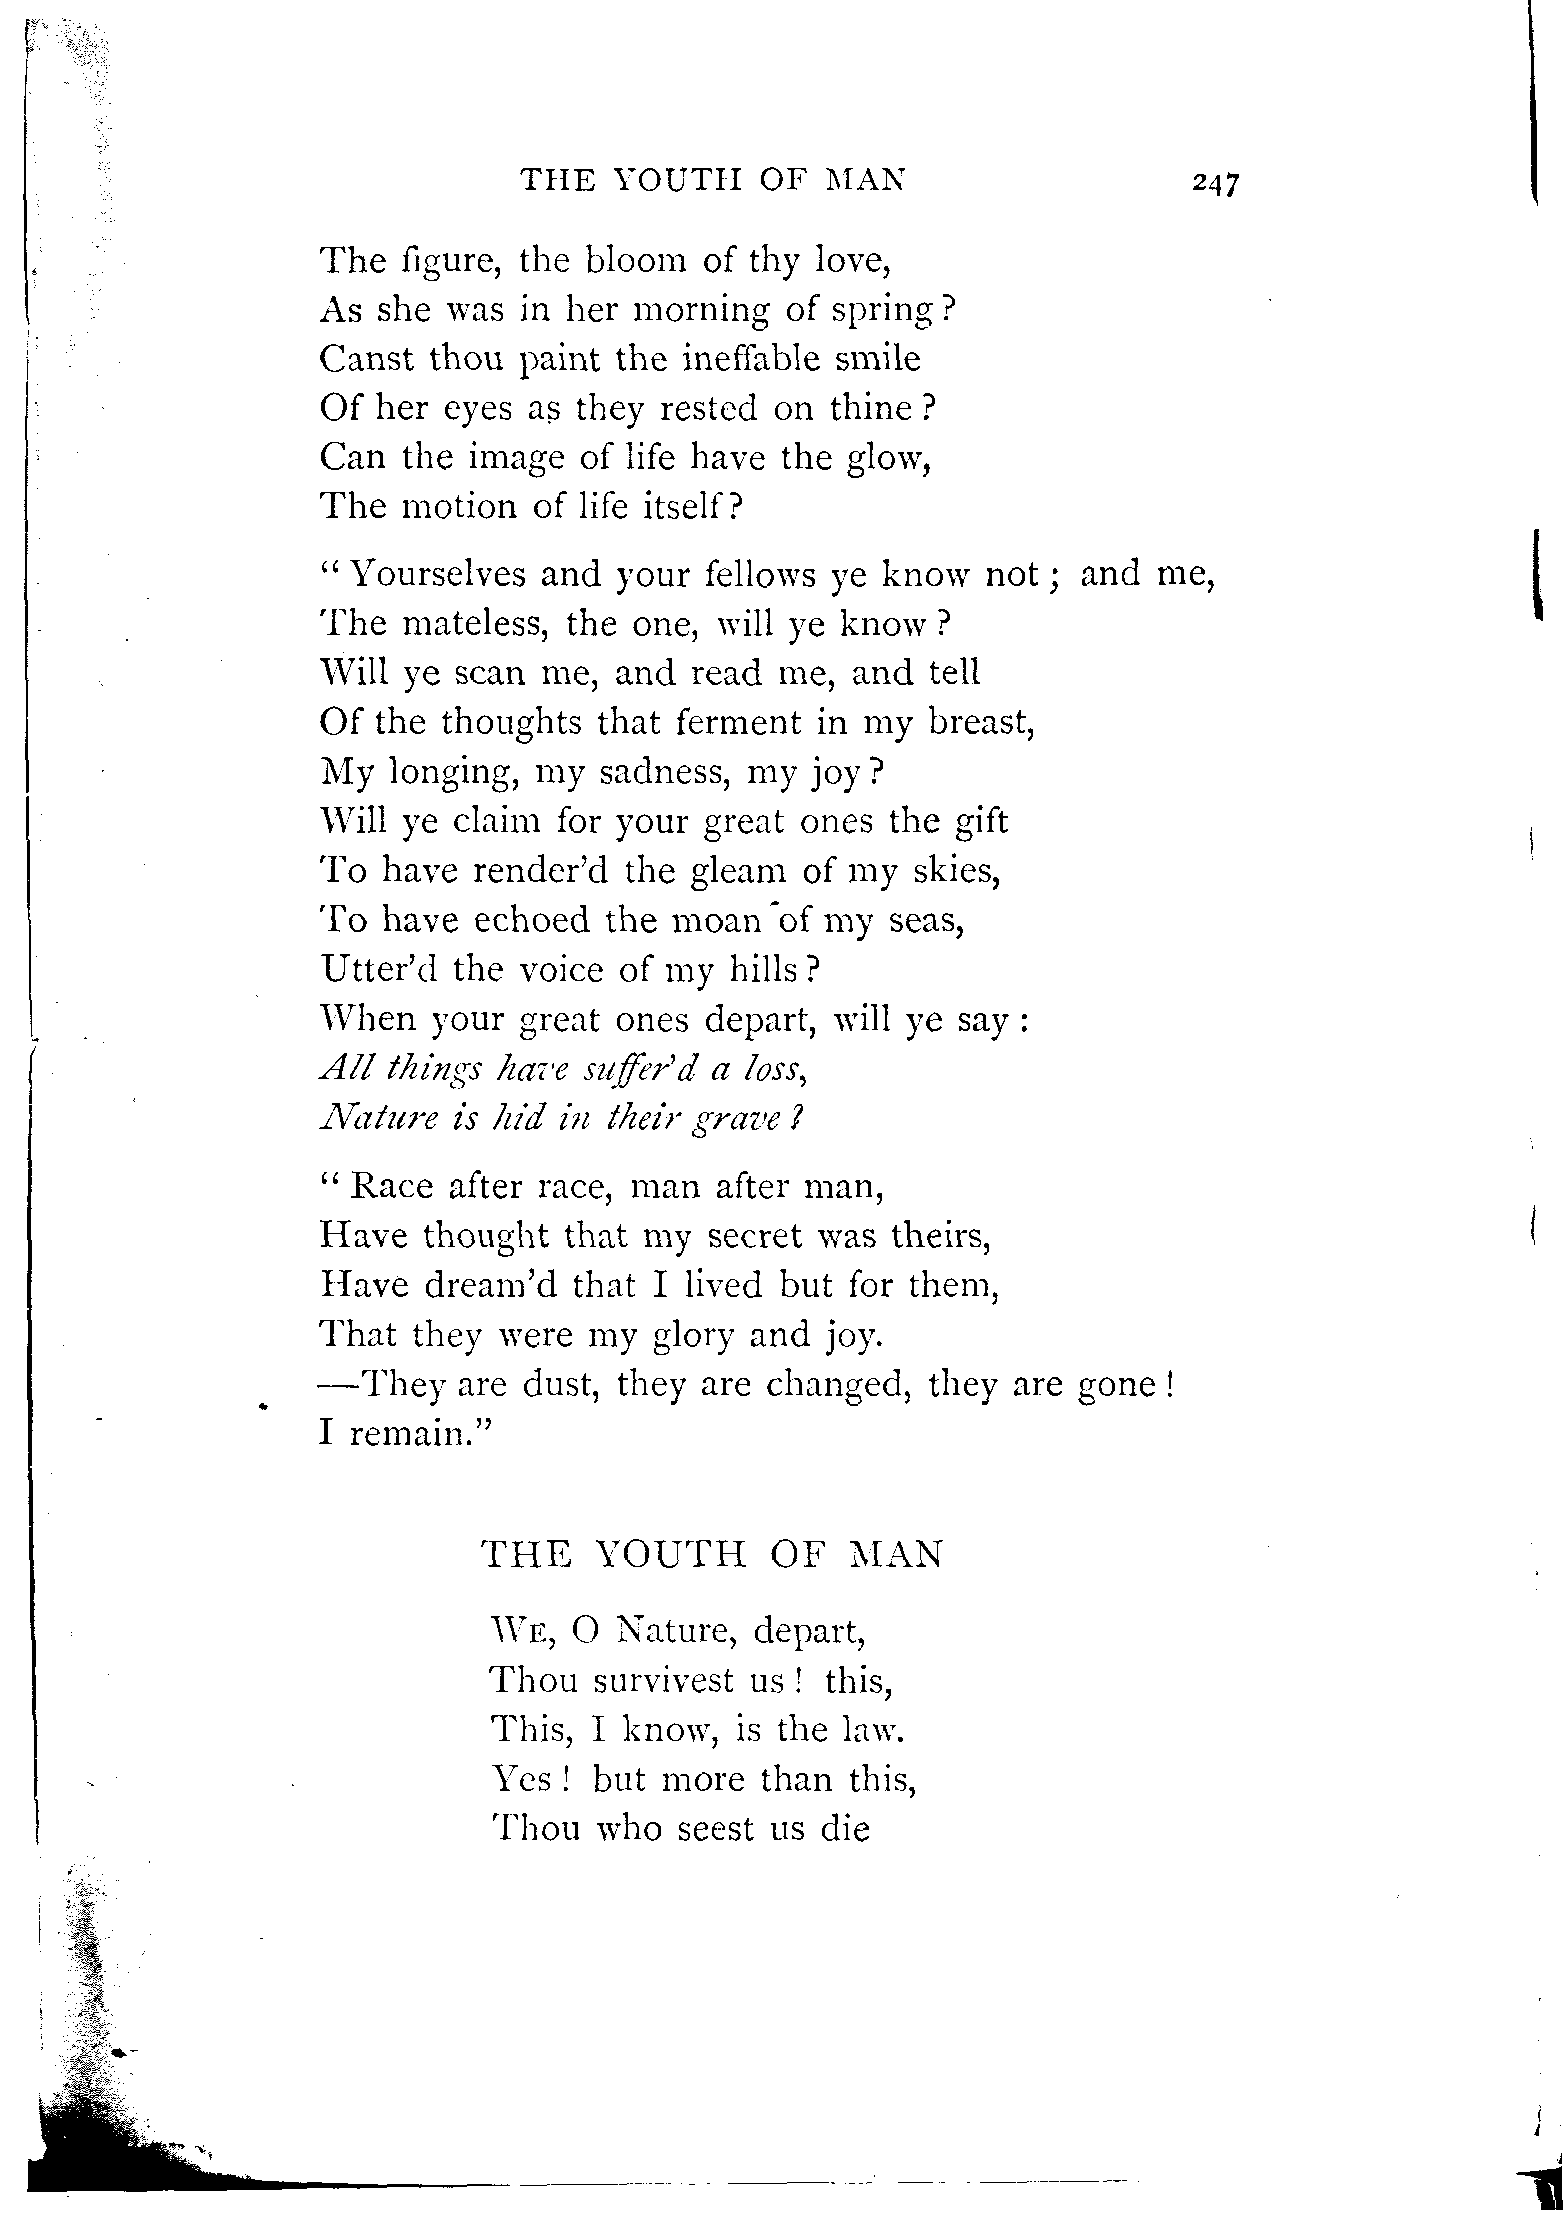 THE YOUTH OF MAN 247
The figure, the bloom of thy love,
As she was in her morning of spring?
Canst thou paint the ineffable smile
Of her eyes as they rested on thine?
Can the image of life have the glow,
The motion of life itself?
“Yourselves and your fellows ye know not; and me,
The mateless, the one, will ye know?
Will ye scan me, and read me, and tell
Of the thoughts that ferment in my breast,
My longing, my sadness, my joy?
Will ye claim for your great ones the gift
To have render’d the gleam of my skies,
To have echoed the moan of my seas,
Utter’d the voice of my hills?
When your great ones depart, will ye say:
All things have suffer’d a loss,
Nature is hid in their grave?
“Race after race, man after man,
Have thought that my secret was theirs,
Have dream’d that I lived but for them,
That they were my glory and joy.
—They are dust, they are changed, they are gone!
I remain.”
THE YOUTH OF MAN
WE, O Nature, depart,
Thou survivest us! this,
This, I know, is the law.
Yes! but more than this,
Thou who seest us die